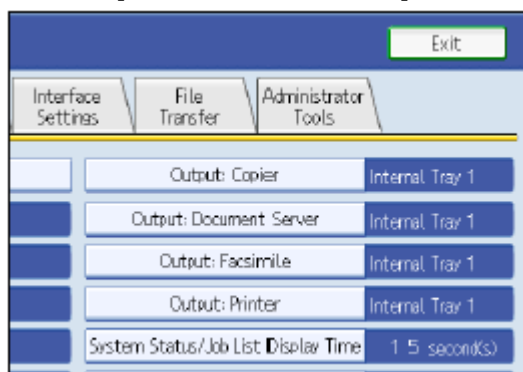 Exit
Interface Settings
File Transfer
Administrator Tools
Output: Copier Internal Tray 1
Output: Document Server Internal Tray 1
Output: Facsimile Internal Tray 1
Output: Printer Internal Tray 1
System Status/Job List Display Time 15 second(s)